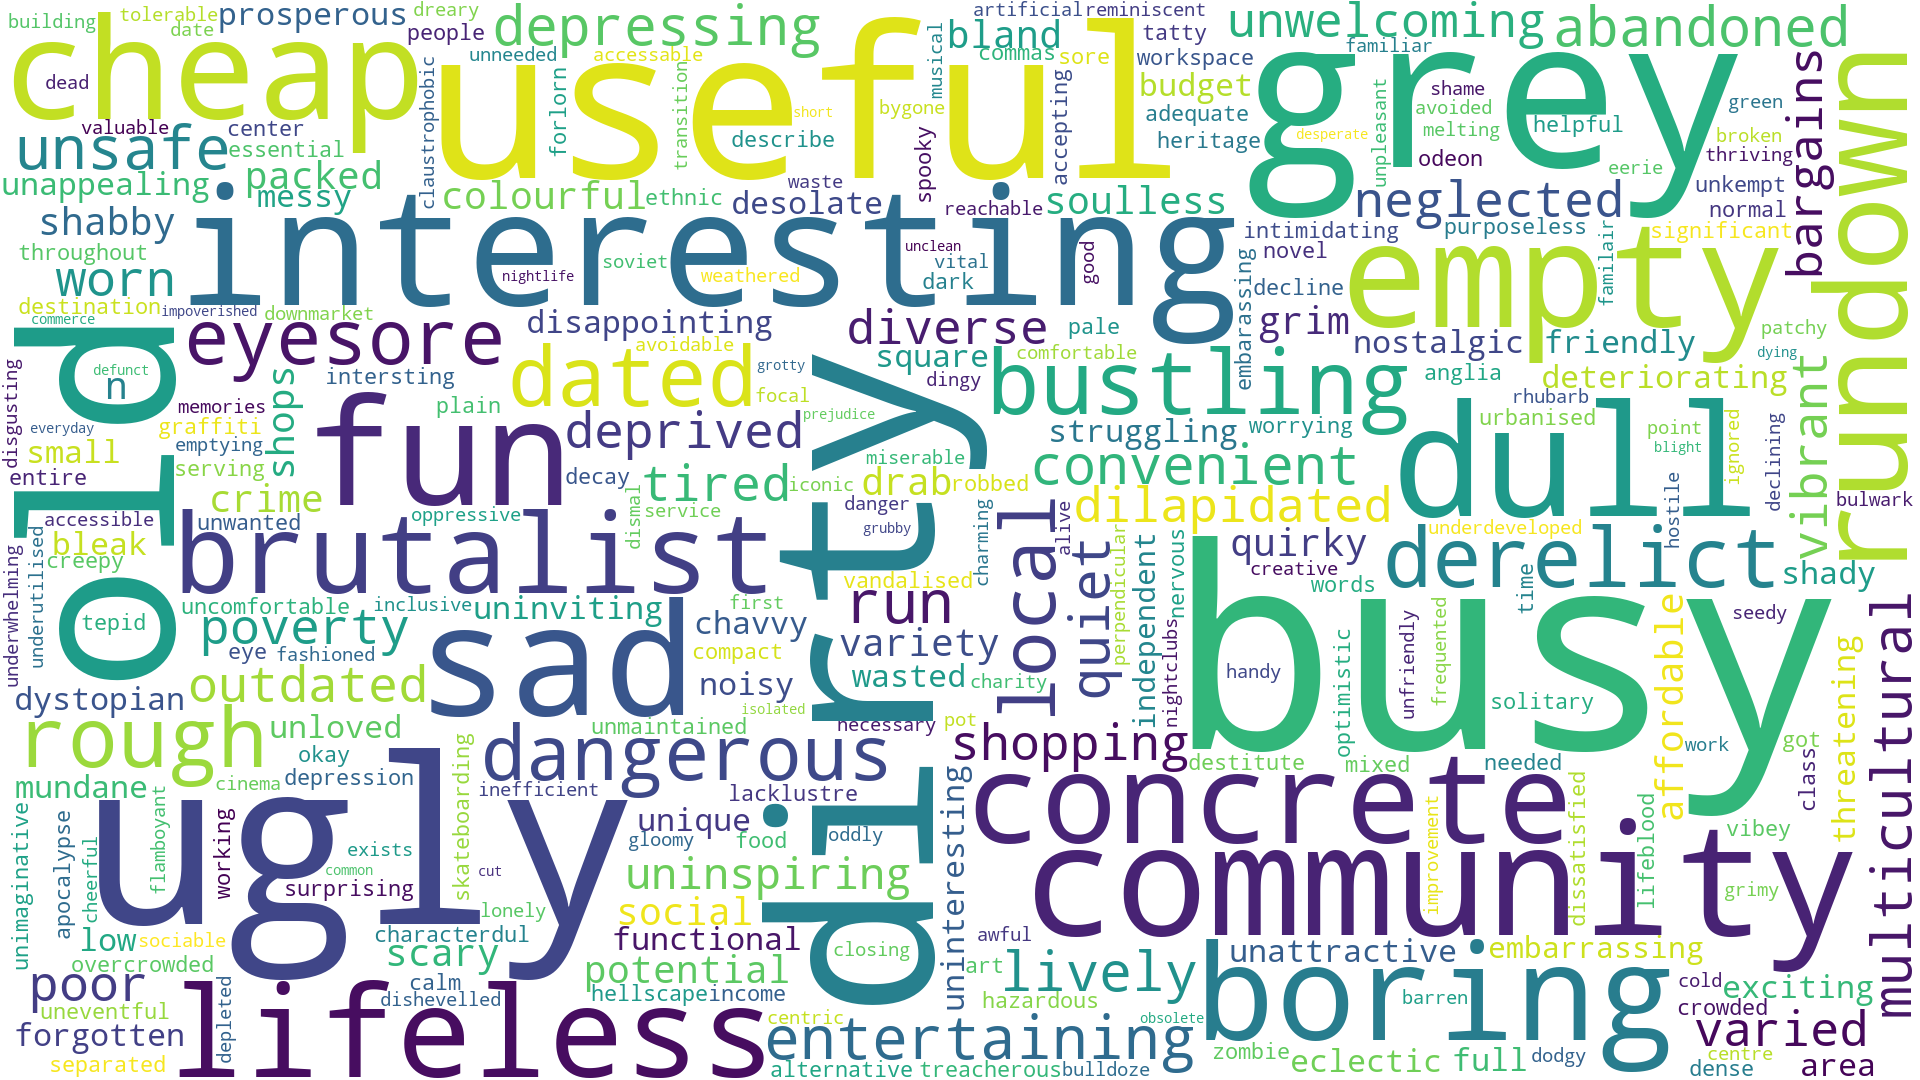 building
tolerable
date
prosperous
dreary
people
depressing
unneeded
accessable
artificial
reminiscent
bland
commas
sore
tatty
workspace
unwelcoming
familiar
abandoned
cheap
dead
useful
musical
short
bygone
claustrophobic
forlorn
transition
describe
accepting
budget
adequate
heritage
grey
desperate
unpleasant
shame
avoided
melting
odeon
helpful
green
broken
thriving
eerie
bargains
rundown
valuable
center
essential
unsafe
unappealing
packed
messy
colourful
ethnic
waste
desolate
spooky
reachable
soulless
neglected
unkempt
normal
shabby
throughout
worn
interesting
nightlife
soviet
weathered
unclean
vital
dark
good
intimidating
novel
purposeless
significant
familair
empty
embarassing
decline
destination
impoverished
downmarket
commerce
old
defunct
n
eyesore
disappointing
avoidable
diverse
pale
grim
nostalgic
friendly
patchy
dying
intersting
dated
grotty
focal
square
comfortable
dingy
bustling
anglia
deteriorating
vibrant
disgusting
everyday
memories
graffiti
emptying
shops
plain
fun
deprived
prejudice
dirty
rhubarb
urbanised
struggling
worrying
dull
point
blight
ignored
declining
small
entire
serving
crime
decay
tired
iconic
miserable
drab
robbed
convenient
bulwark
accessible
unwanted
oppressive
dismal
service
danger
grubby
dilapidated
underdeveloped
hostile
bleak
creepy
underwhelming
underutilised
brutalist
vandalised
charming
local
alive
quiet
perpendicular
independent
nervous
quirky
creative
words
derelict
time
shady
tepid
uncomfortable
inclusive
uninviting
first
run
poverty
eye
fashioned
sad
chavvy
compact
variety
busy
handy
unfriendly
frequented
optimistic
solitary
seedy
affordable
threatening
multicultural
dystopian
outdated
noisy
isolated
wasted
charity
nightclubs
rough
unloved
unmaintained
necessary
pot
okay
dangerous
shopping
destitute
mixed
needed
work
got
class
mundane
cinema
depression
inefficient
lacklustre
skateboarding
unique
oddly
concrete
vibey
unimaginative
apocalypse
cheerful
flamboyant
working
ugly
exists
common
surprising
cut
gloomy
food
uninspiring
uninteresting
community
improvement
dissatisfied
lifeblood
grimy
low
sociable
lonely
social
characterdul
functional
closing
awful
unattractive
embarrassing
overcrowded
scary
potential
art
lively
poor
calm
dishevelled
hellscape
income
hazardous
boring
barren
cold
exciting
crowded
uneventful
forgotten
depleted
lifeless
centric
entertaining
obsolete
varied
separated
alternative
treacherous
bulldoze
zombie
eclectic
full
dodgy
centre
dense
area